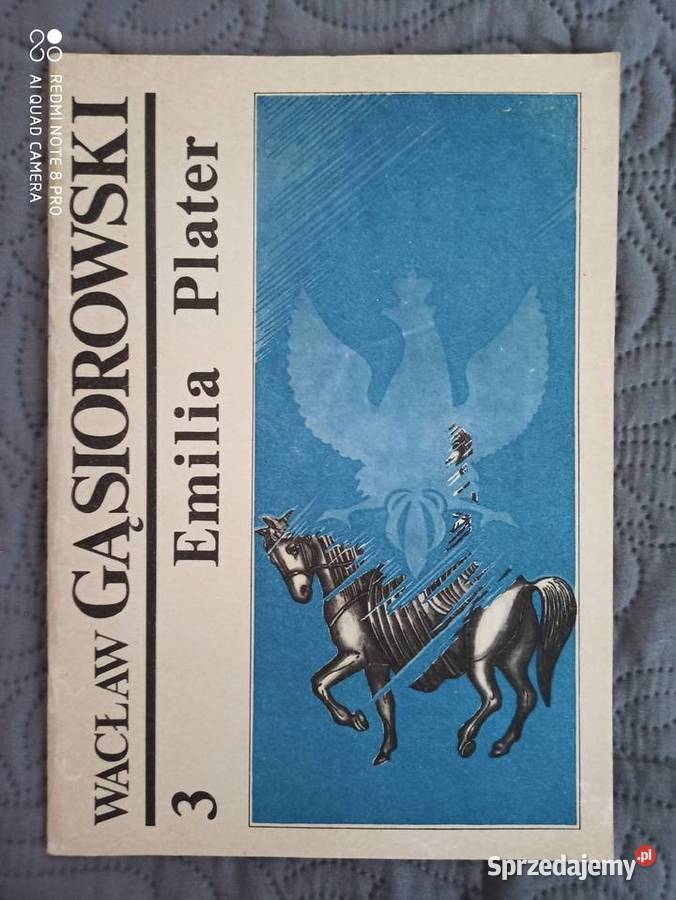 WACŁAW GĄSIOROWSKI
3 Emilia Plater
REDMI NOTE 8 PRO
AI QUAD CAMERA
Sprzedajemy.pl